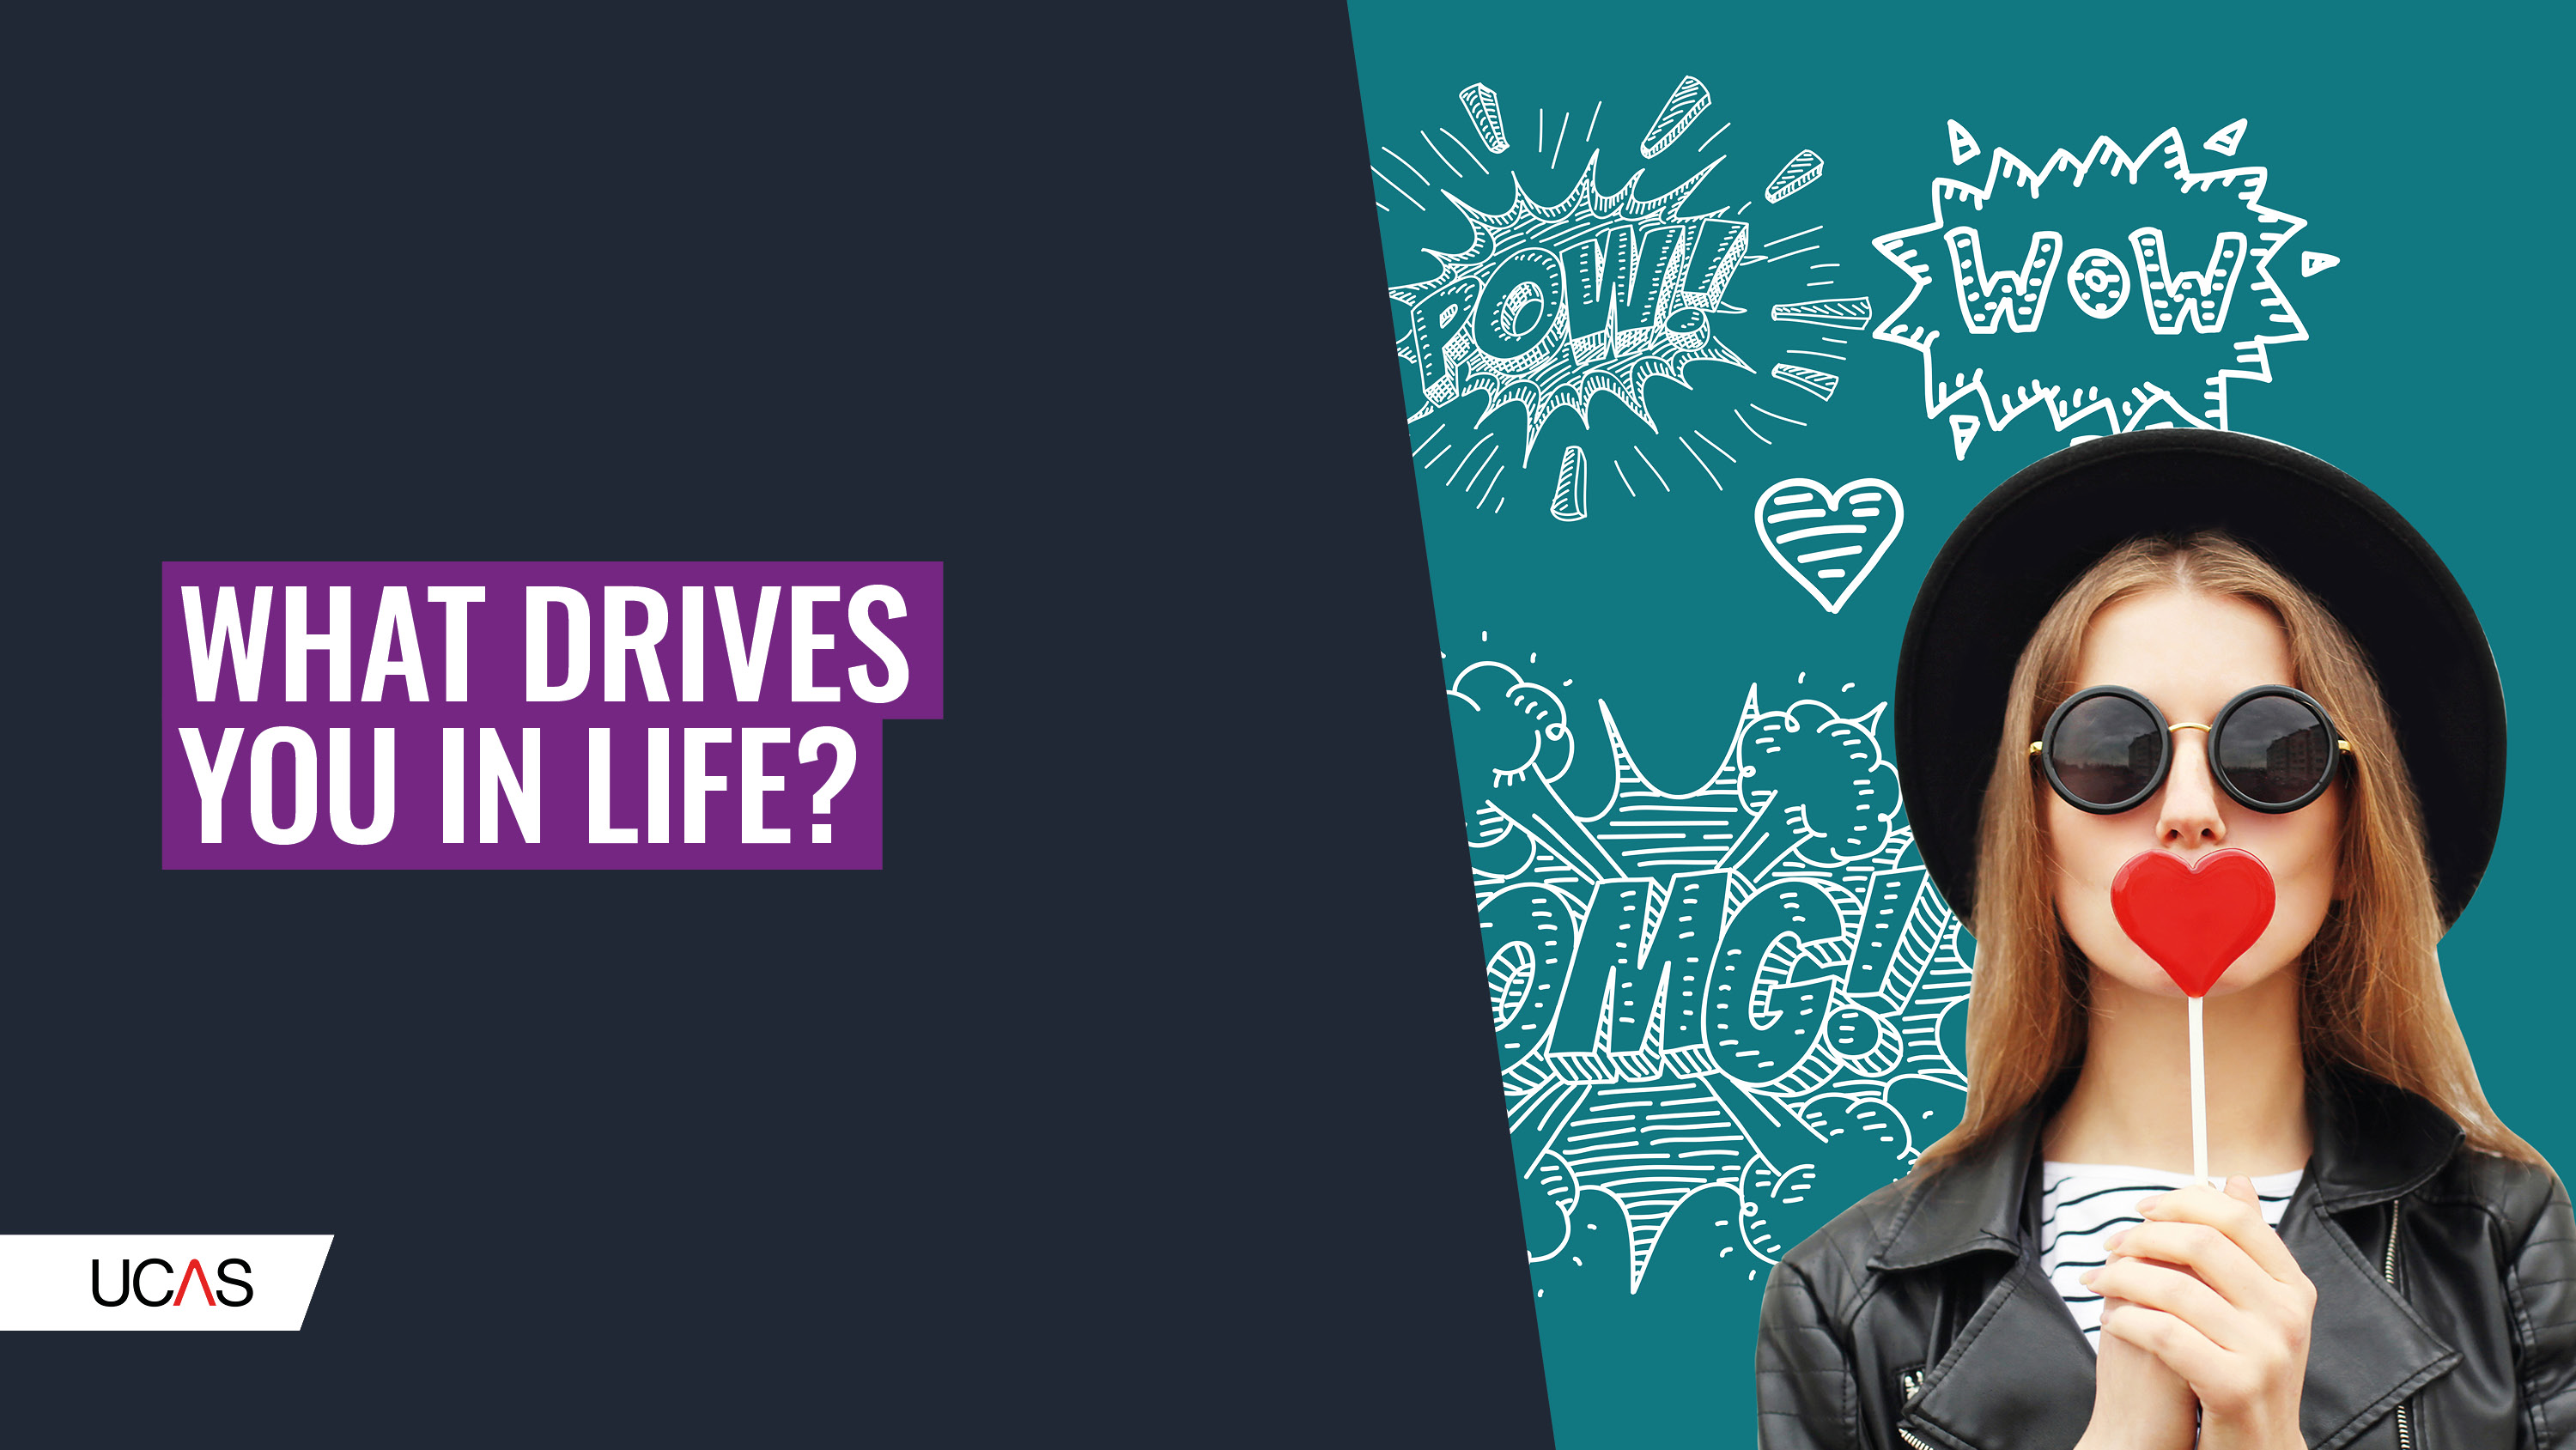 WHAT DRIVES
YOU IN LIFE?
POW!
WOW
OMG!
UCAS